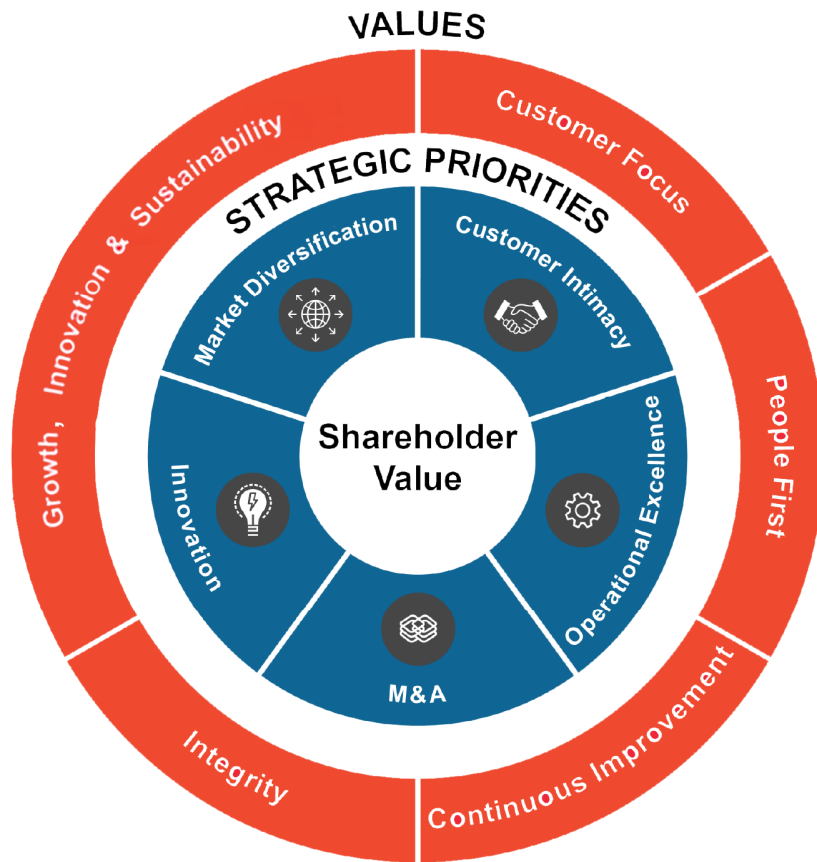 VALUES
Customer Focus
People First
Continuous Improvement
Integrity
Growth, Innovation & Sustainability
STRATEGIC PRIORITIES
Customer Intimacy
Operational Excellence
M&A
Innovation
Market Diversification
Shareholder
Value